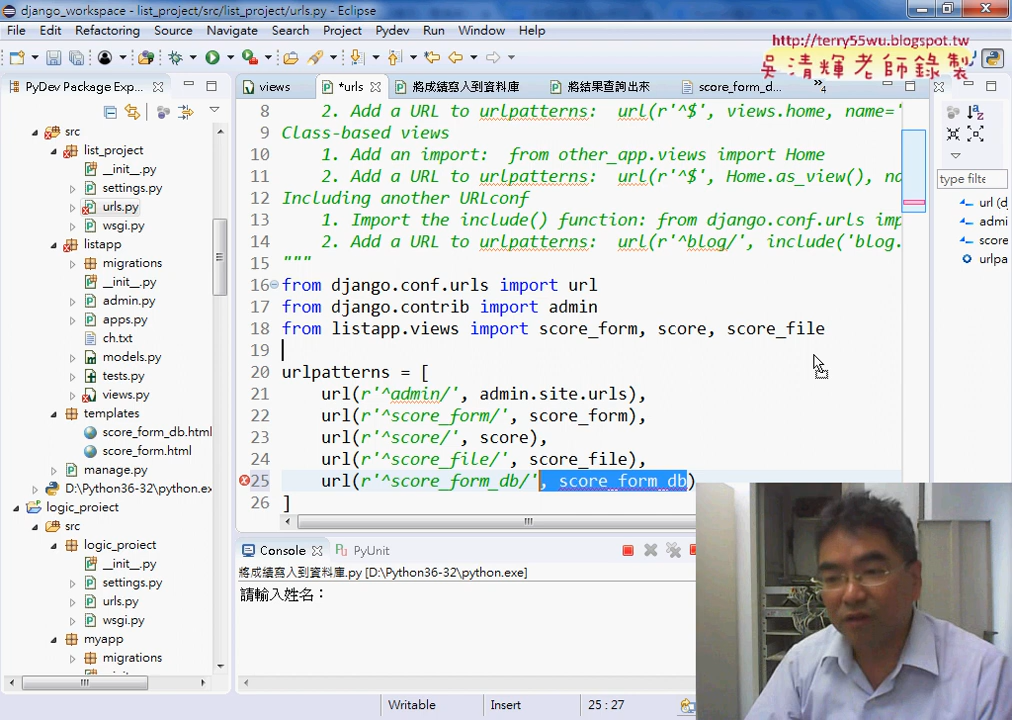 django_workspace - list_project/src/list_project/urls.py - Eclipse
File Edit Refactoring Source Navigate Search Project Pydev Run Window Help
http://terry55wu.blogspot.tw
吳清輝老師錄製
PyDev Package Exp...
views
*urls
將成績寫入到資料庫
將結果查詢出來
score_form_d...
»4
src
list_project
__init__.py
settings.py
urls.py
wsgi.py
listapp
migrations
__init__.py
admin.py
apps.py
ch.txt
models.py
tests.py
views.py
templates
score_form_db.html
score_form.html
manage.py
D:\Python36-32\python.ex
logic_project
src
logic_project
__init__.py
settings.py
urls.py
wsgi.py
myapp
migrations
8 2. Add a URL to urlpatterns: url(r'^$', views.home, name='
9 Class-based views
10 1. Add an import: from other_app.views import Home
11 2. Add a URL to urlpatterns: url(r'^$', Home.as_view(), na
12 Including another URLconf
13 1. Import the include() function: from django.conf.urls imp
14 2. Add a URL to urlpatterns: url(r'^blog/', include('blog.
15 """
16 from django.conf.urls import url
17 from django.contrib import admin
18 from listapp.views import score_form, score, score_file
19
20 urlpatterns = [
21 url(r'^admin/', admin.site.urls),
22 url(r'^score_form/', score_form),
23 url(r'^score/', score),
24 url(r'^score_file/', score_file),
25 url(r'^score_form_db/', score_form_db)
26 ]
type filte
url (d
admi
score
urlpa
Console
PyUnit
將成績寫入到資料庫.py [D:\Python36-32\python.exe]
請輸入姓名：
Writable
Insert
25 : 27